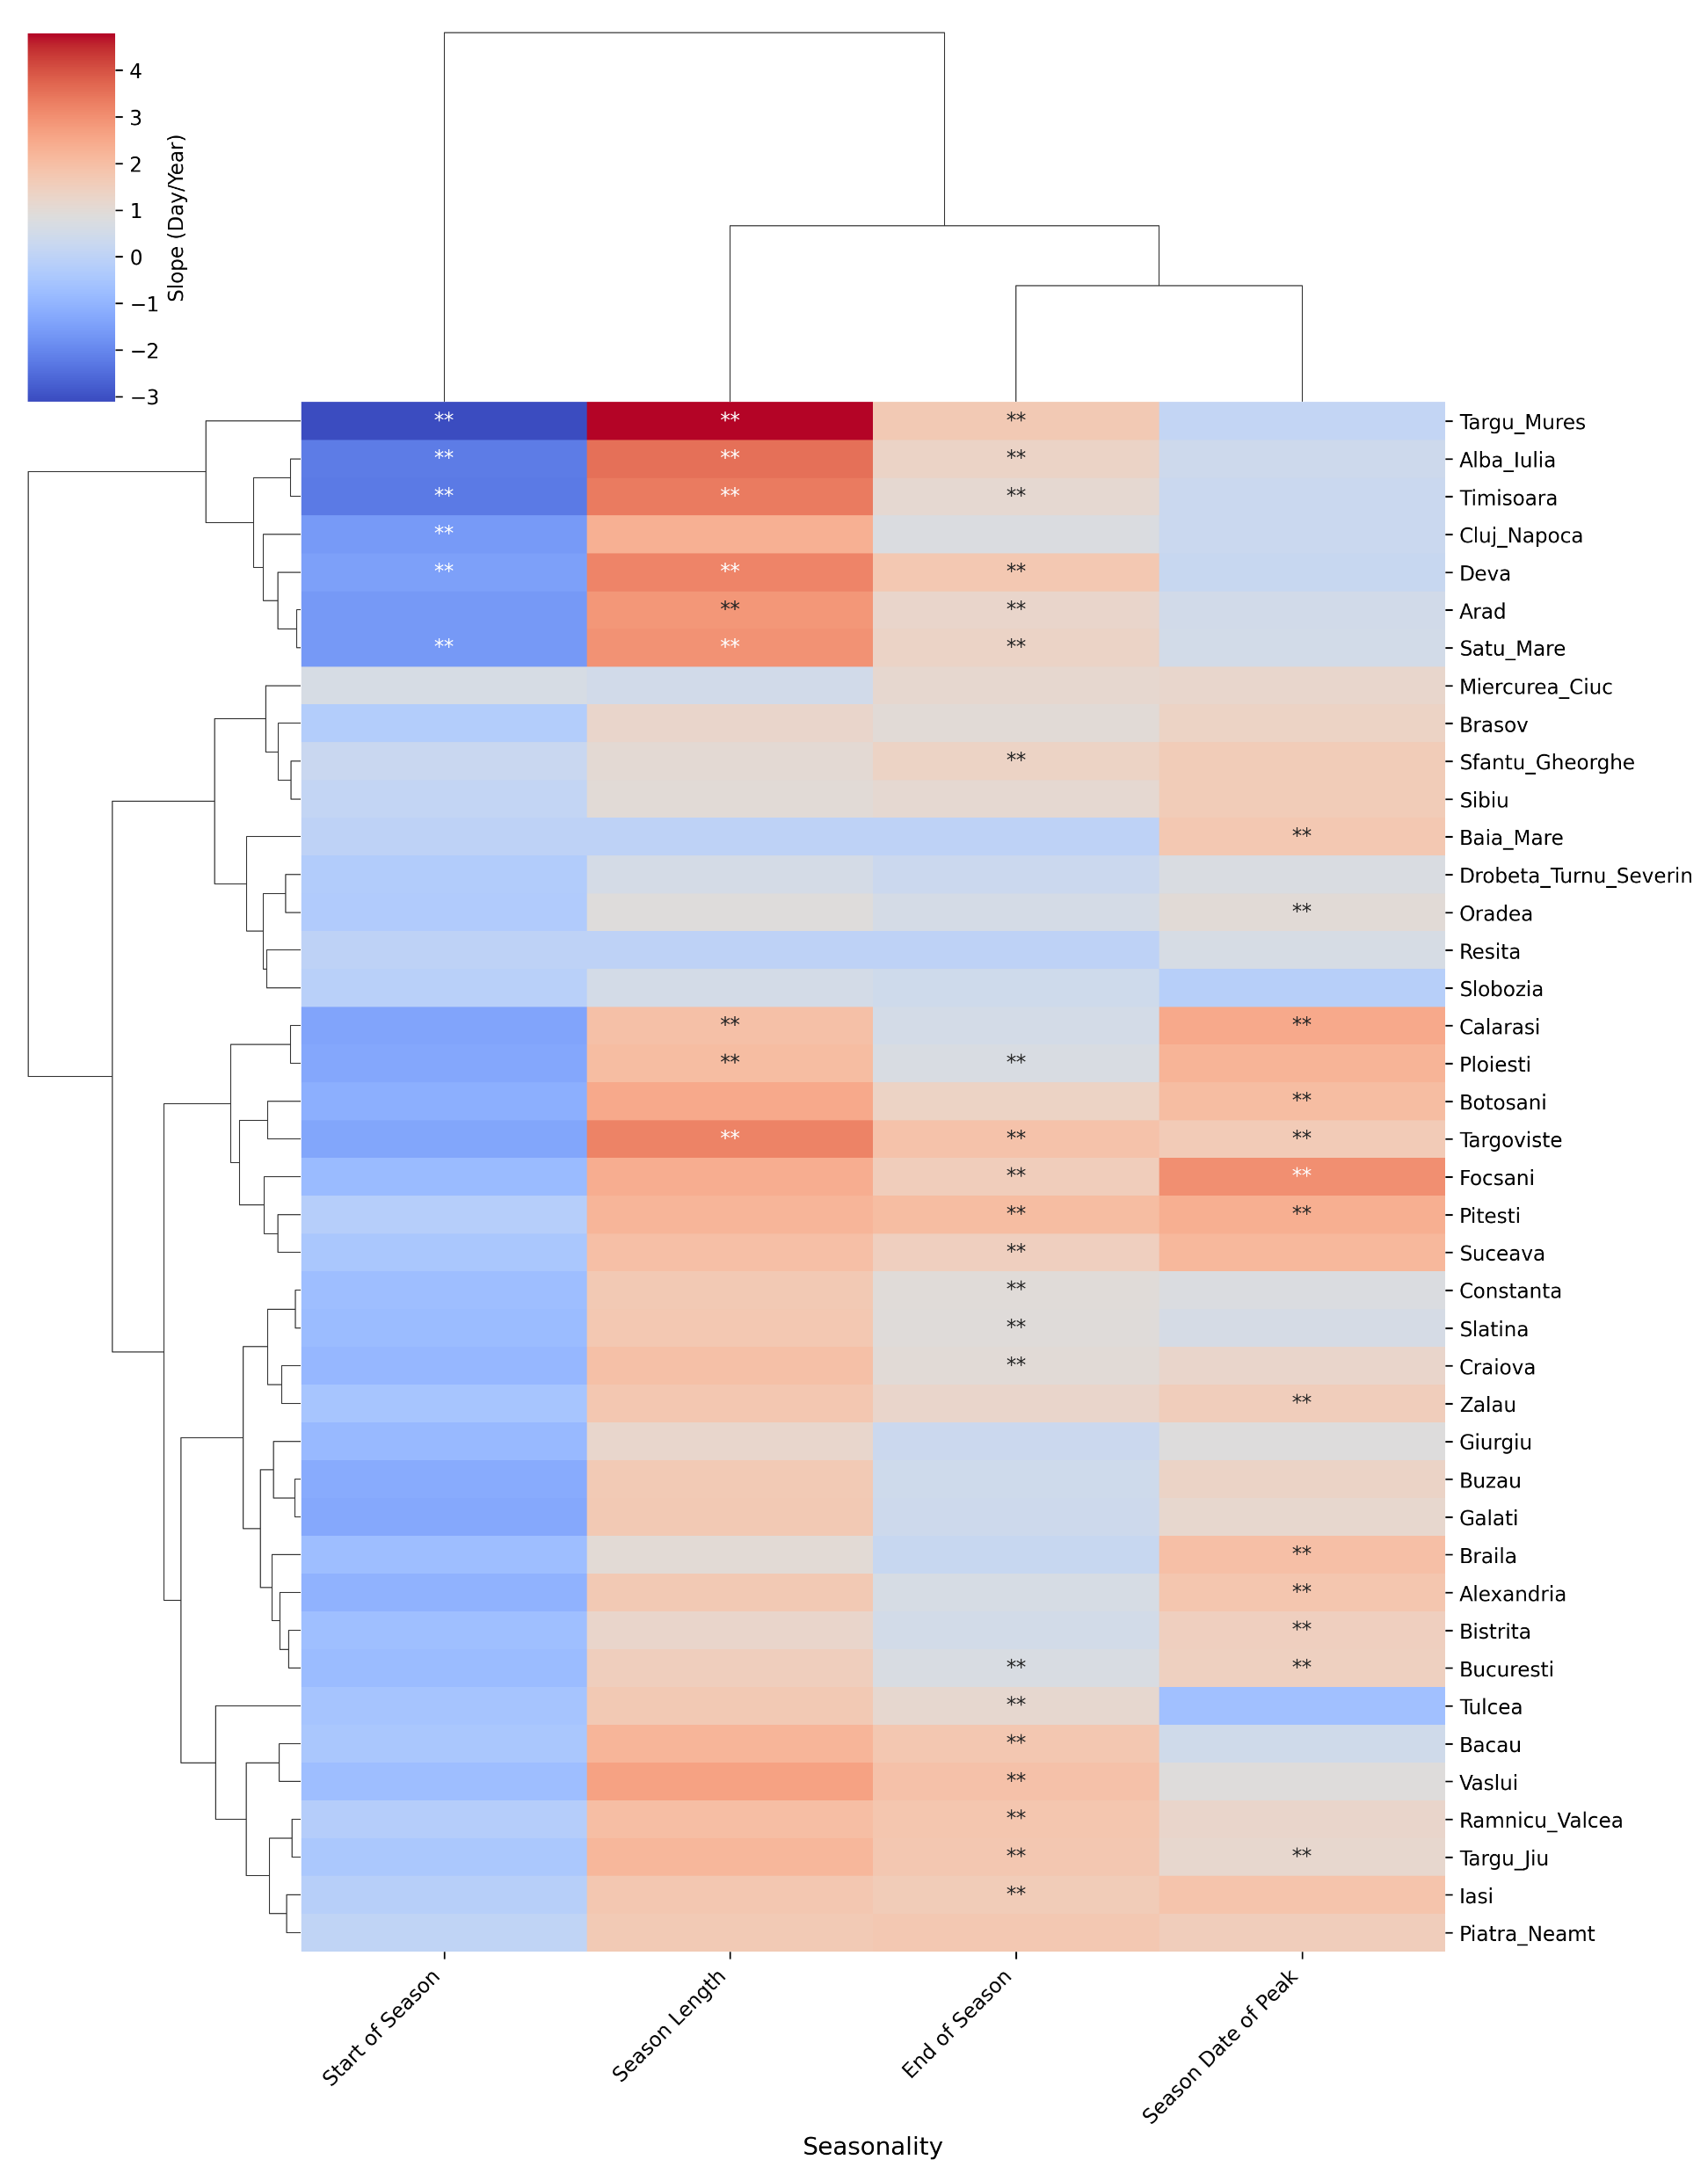 4
3
2
1
0
−1
−2
−3
Slope (Day/Year)
** ** ** Targu_Mures
** ** ** Alba_Iulia
** ** ** Timisoara
** Cluj_Napoca
** ** ** Deva
** ** Arad
** ** ** Satu_Mare
Miercurea_Ciuc
Brasov
** Sfantu_Gheorghe
Sibiu
** Baia_Mare
Drobeta_Turnu_Severin
** Oradea
Resita
Slobozia
** ** Calarasi
** ** Ploiesti
** Botosani
** ** ** Targoviste
** ** Focsani
** ** Pitesti
** Suceava
** Constanta
** Slatina
** Craiova
** Zalau
Giurgiu
Buzau
Galati
** Braila
** Alexandria
** Bistrita
** ** Bucuresti
** Tulcea
** Bacau
** Vaslui
** Ramnicu_Valcea
** ** Targu_Jiu
** Iasi
Piatra_Neamt
Start of Season
Season Length
End of Season
Season Date of Peak
Seasonality